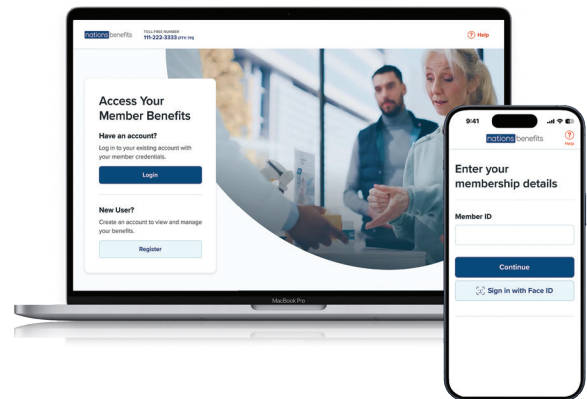 nations benefits
TOLL-FREE NUMBER
111-222-3333 (TTY: 711)
Help
Access Your
Member Benefits
Have an account?
Log in to your existing account with
your member credentials.
Login
New User?
Create an account to view and manage
your benefits.
Register
MacBook Pro
9:41
nations benefits
Help
Enter your
membership details
Member ID
Continue
Sign in with Face ID